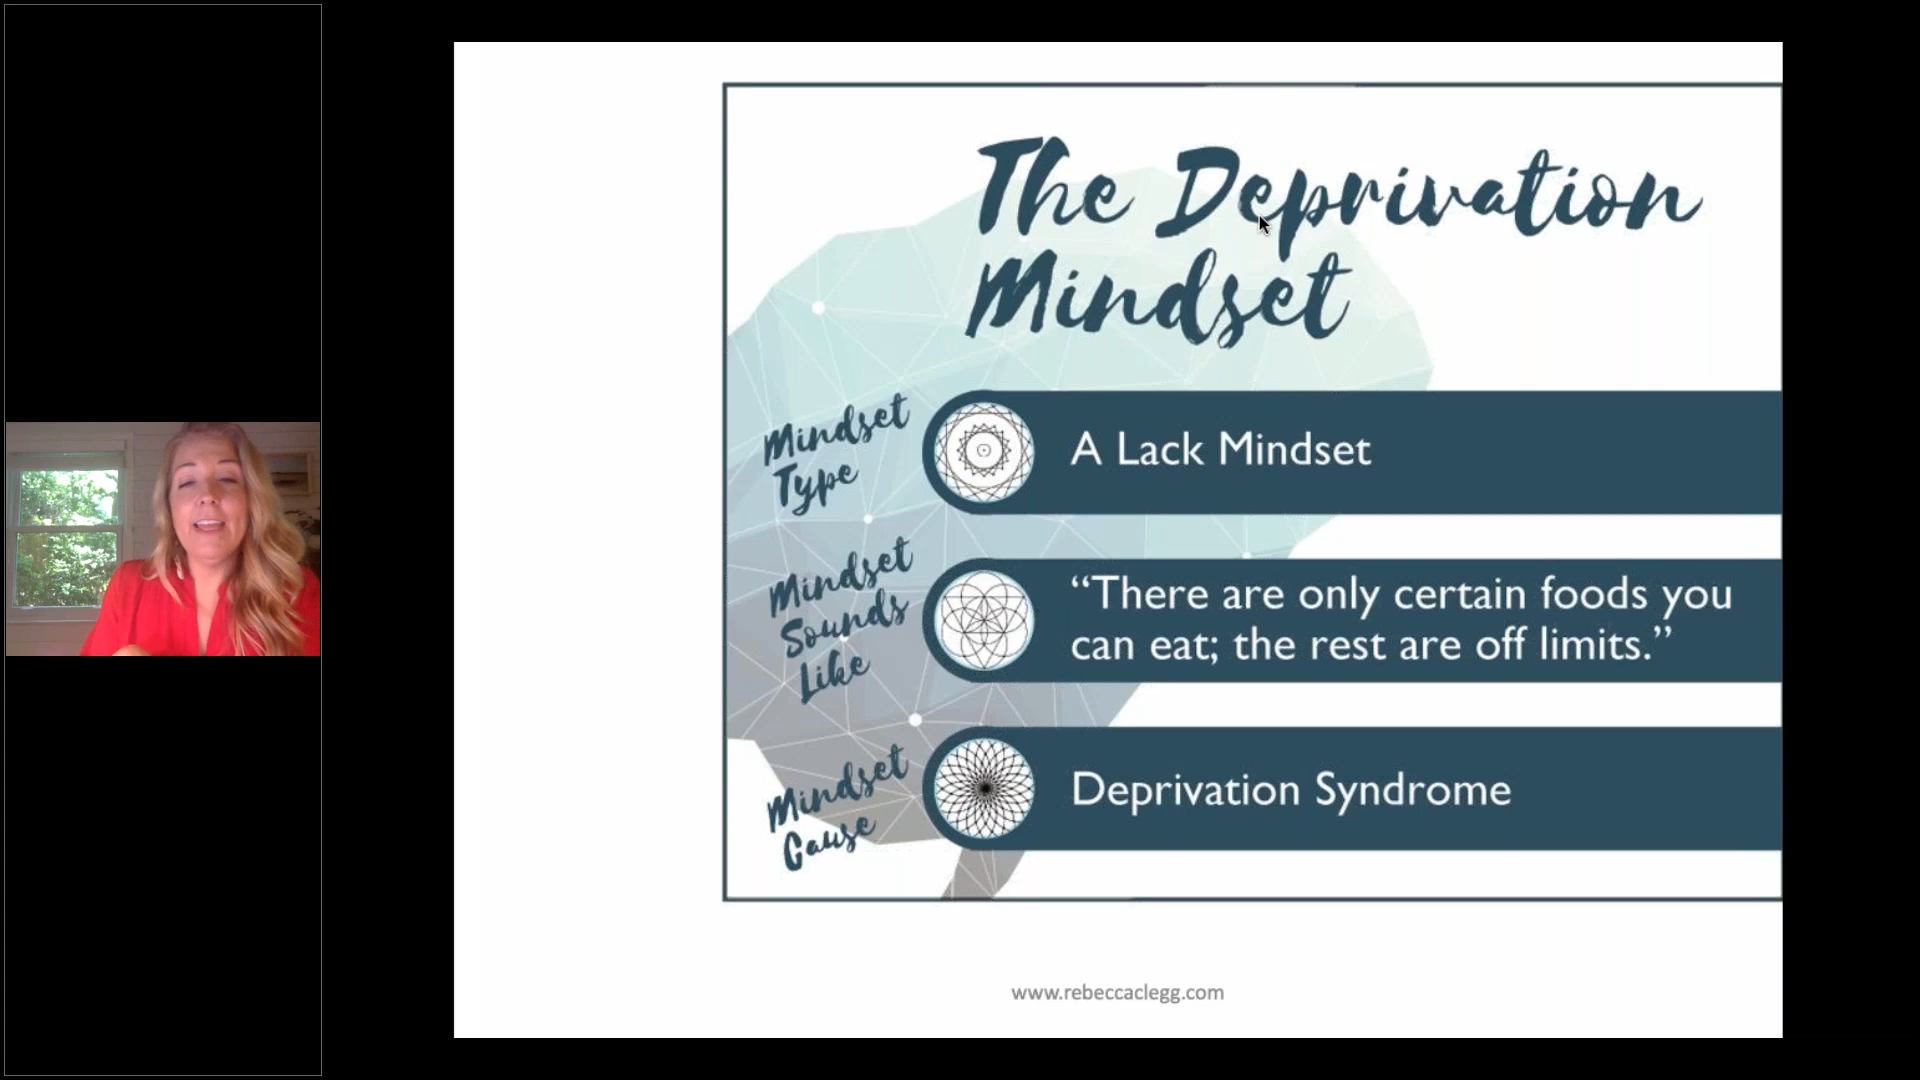 The Deprivation
Mindset
Mindset
Type
A Lack Mindset
Mindset
Sounds
Like
“There are only certain foods you
can eat; the rest are off limits.”
Mindset
Cause
Deprivation Syndrome
www.rebeccaclegg.com